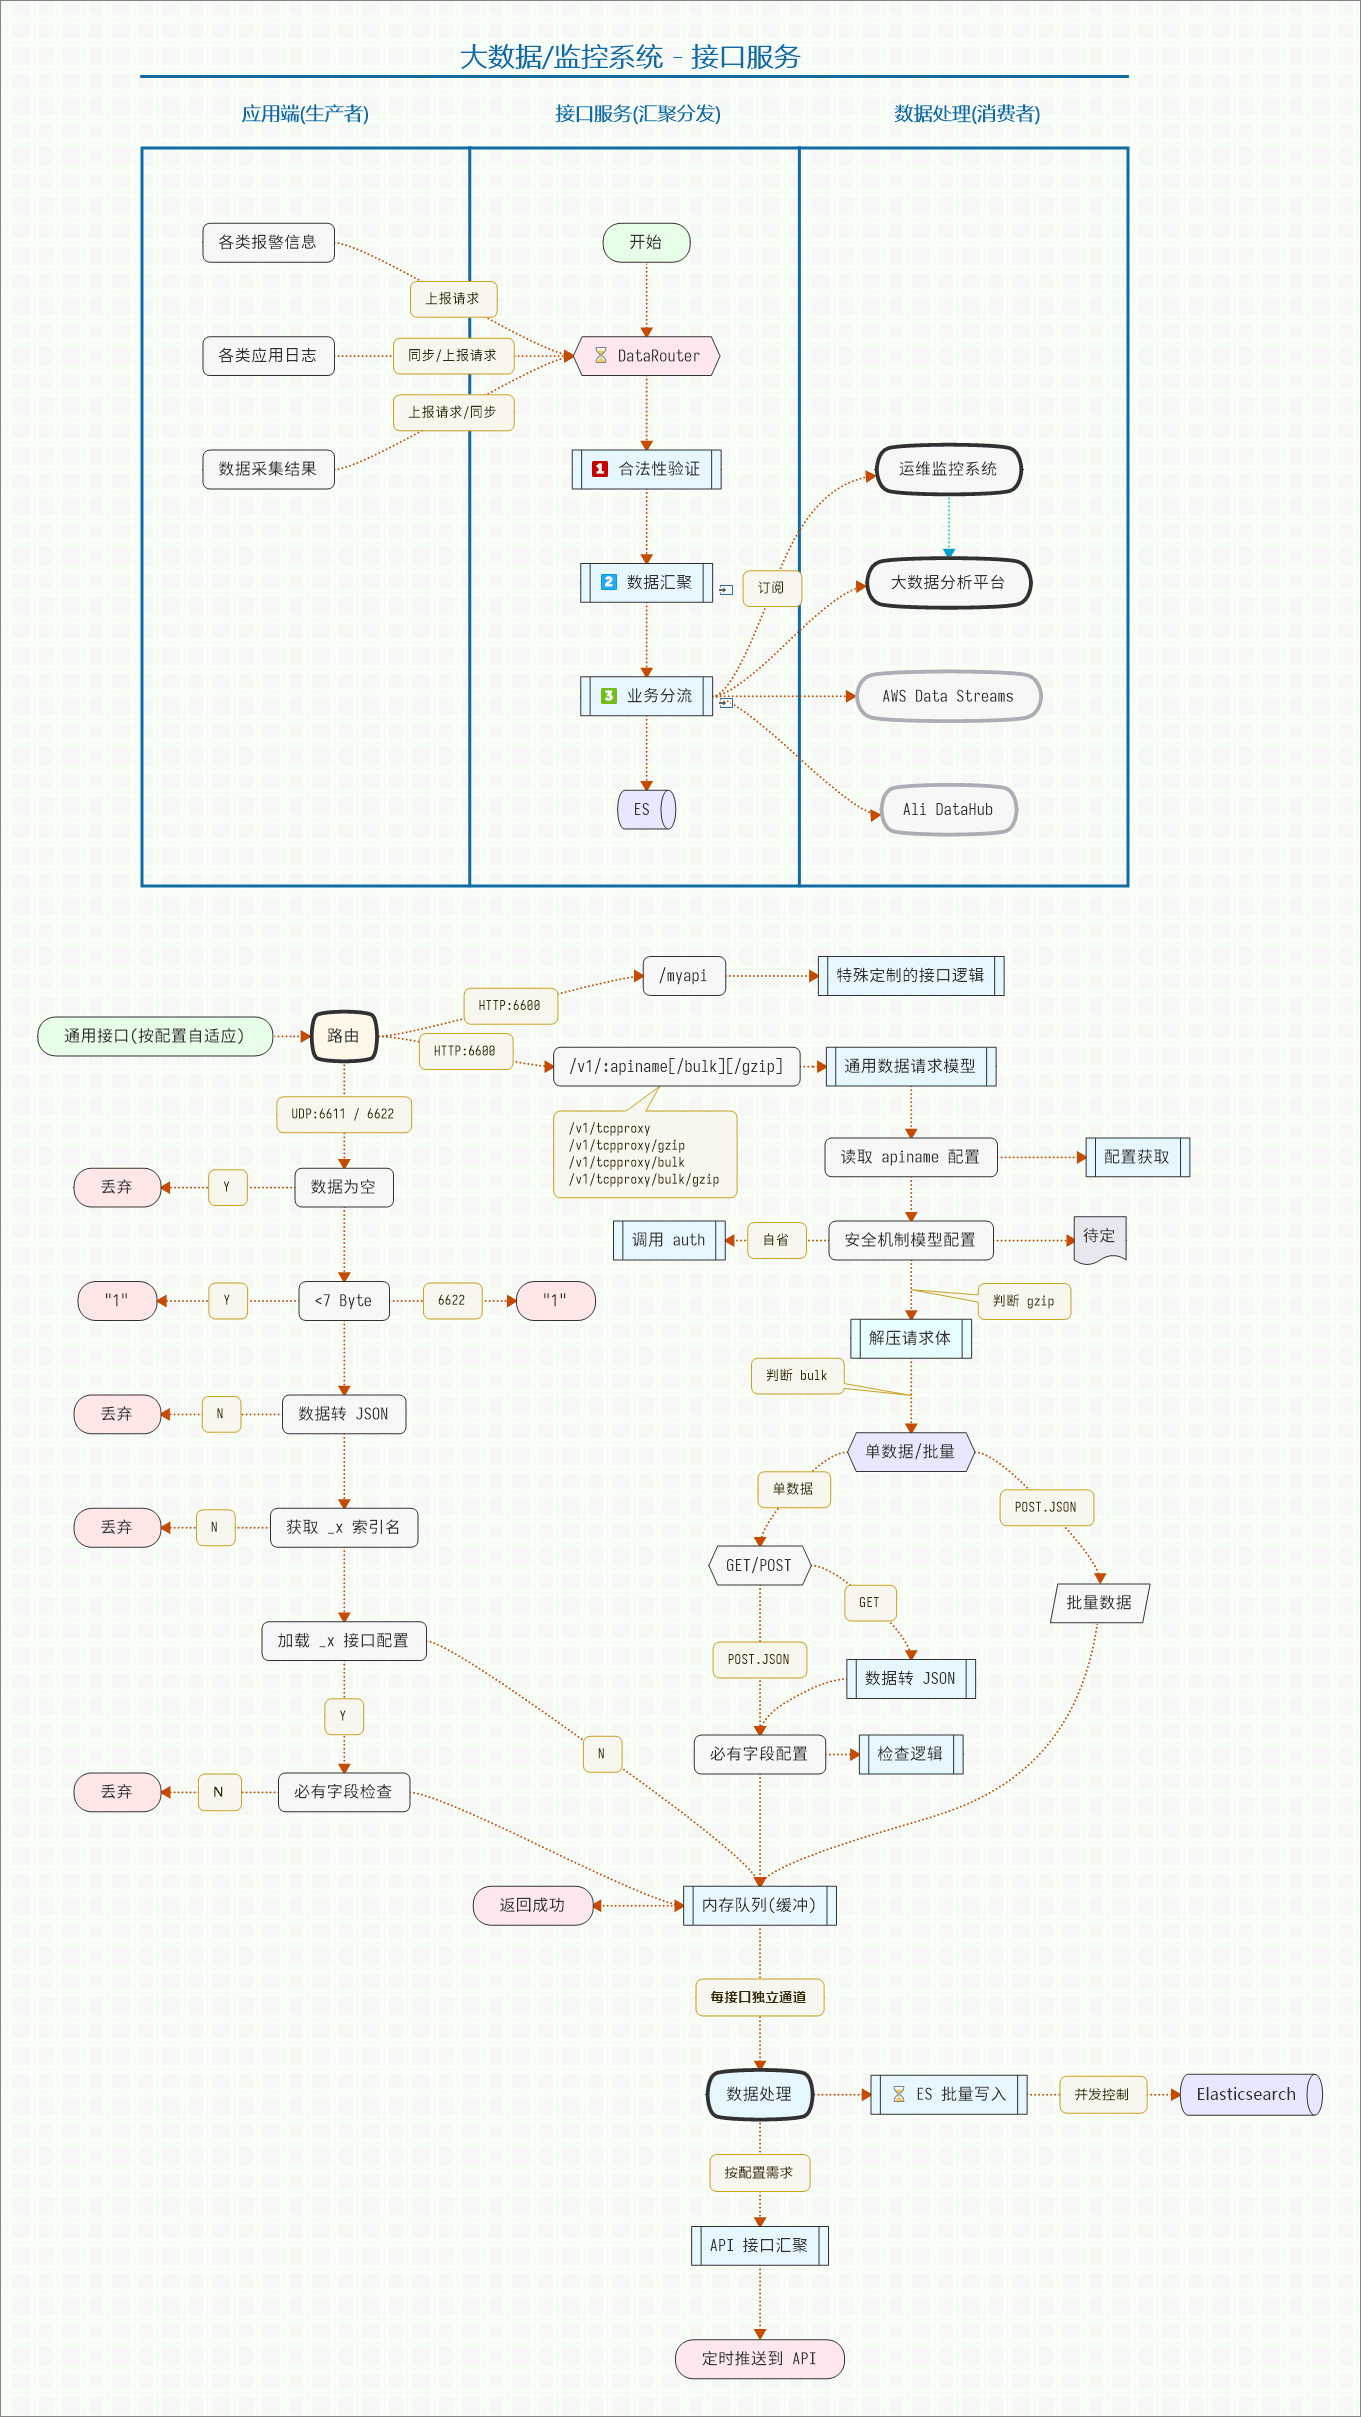 大数据/监控系统 - 接口服务
应用端(生产者)
接口服务(汇聚分发)
数据处理(消费者)
各类报警信息
开始
上报请求
各类应用日志
同步/上报请求
DataRouter
上报请求/同步
数据采集结果
1 合法性验证
运维监控系统
2 数据汇聚
订阅
大数据分析平台
3 业务分流
AWS Data Streams
ES
Ali DataHub
/myapi
特殊定制的接口逻辑
HTTP:6600
通用接口(按配置自适应)
路由
HTTP:6600
/v1/:apiname[/bulk][/gzip]
通用数据请求模型
UDP:6611 / 6622
/v1/tcpproxy
/v1/tcpproxy/gzip
/v1/tcpproxy/bulk
/v1/tcpproxy/bulk/gzip
读取 apiname 配置
配置获取
丢弃
Y
数据为空
调用 auth
自省
安全机制模型配置
待定
"1"
Y
<7 Byte
6622
"1"
判断 gzip
解压请求体
判断 bulk
丢弃
N
数据转 JSON
单数据/批量
单数据
POST.JSON
丢弃
N
获取 _x 索引名
GET/POST
GET
批量数据
加载 _x 接口配置
POST.JSON
数据转 JSON
Y
N
必有字段配置
检查逻辑
丢弃
N
必有字段检查
返回成功
内存队列(缓冲)
每接口独立通道
数据处理
ES 批量写入
并发控制
Elasticsearch
按配置需求
API 接口汇聚
定时推送到 API